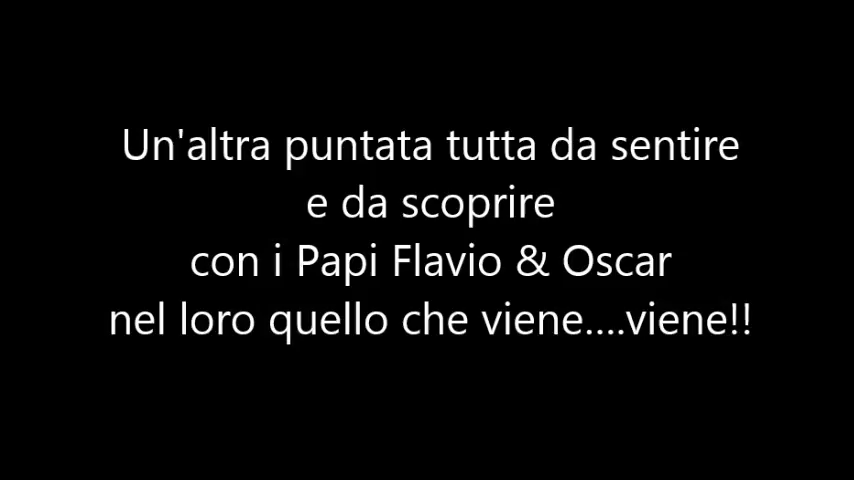 Un'altra puntata tutta da sentire
e da scoprire
con i Papi Flavio & Oscar
nel loro quello che viene....viene!!